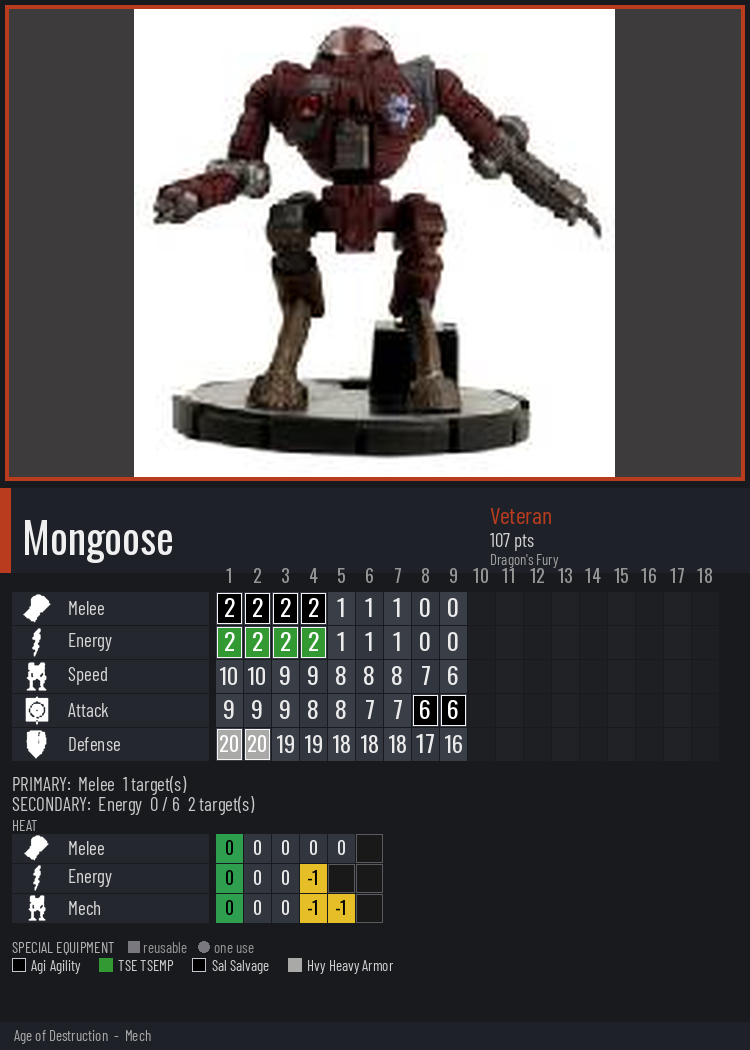 Mongoose
Veteran
107 pts
Dragon's Fury
1 2 3 4 5 6 7 8 9 10 11 12 13 14 15 16 17 18
Melee 2 2 2 2 1 1 1 0 0
Energy 2 2 2 2 1 1 1 0 0
Speed 10 10 9 9 8 8 8 7 6
Attack 9 9 9 8 8 7 7 6 6
Defense 20 20 19 19 18 18 18 17 16
PRIMARY: Melee 1 target(s)
SECONDARY: Energy 0 / 6 2 target(s)
HEAT
Melee 0 0 0 0 0
Energy 0 0 0 -1
Mech 0 0 0 -1 -1
SPECIAL EQUIPMENT reusable one use
Agi Agility TSE TSEMP Sal Salvage Hvy Heavy Armor
Age of Destruction - Mech